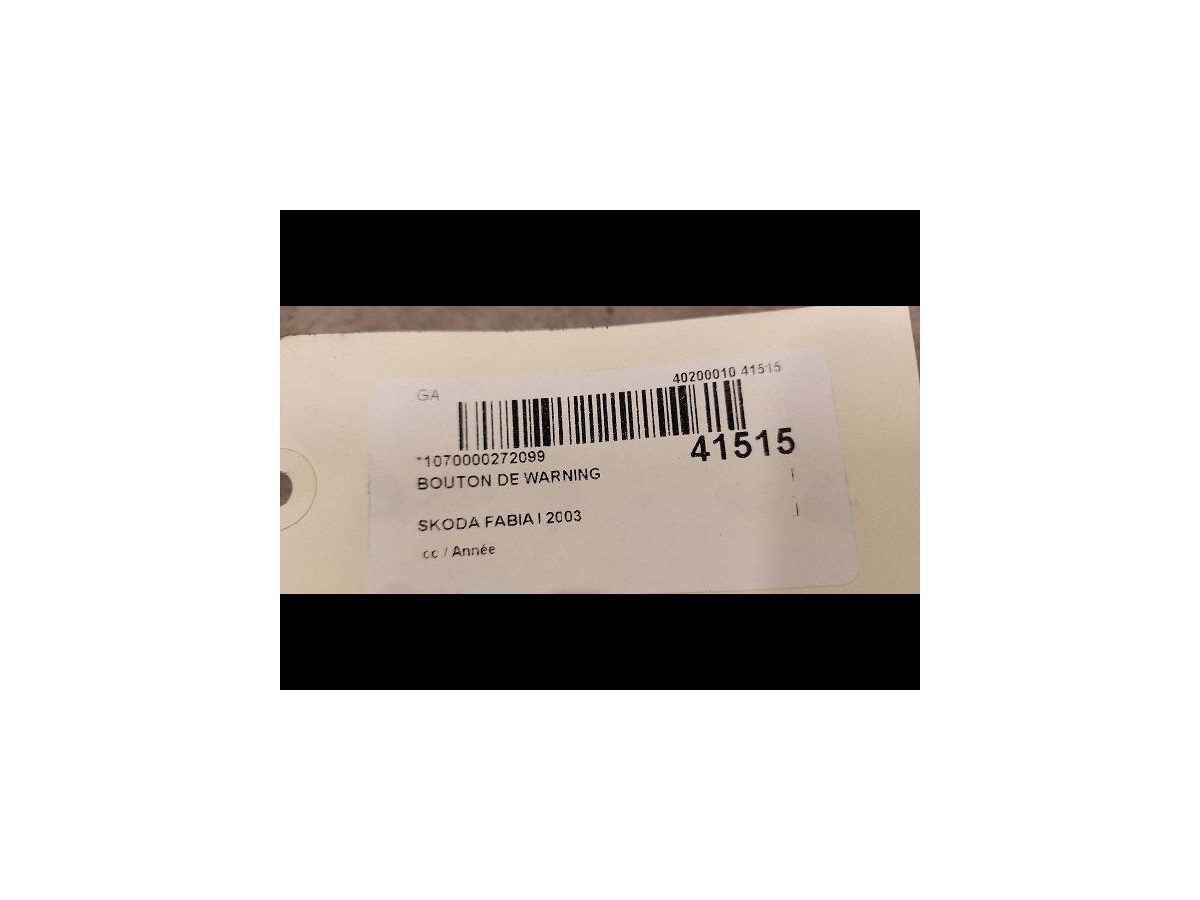 GA
40200010 41515
*1070000272099
41515
BOUTON DE WARNING
SKODA FABIA I 2003
cc / Année